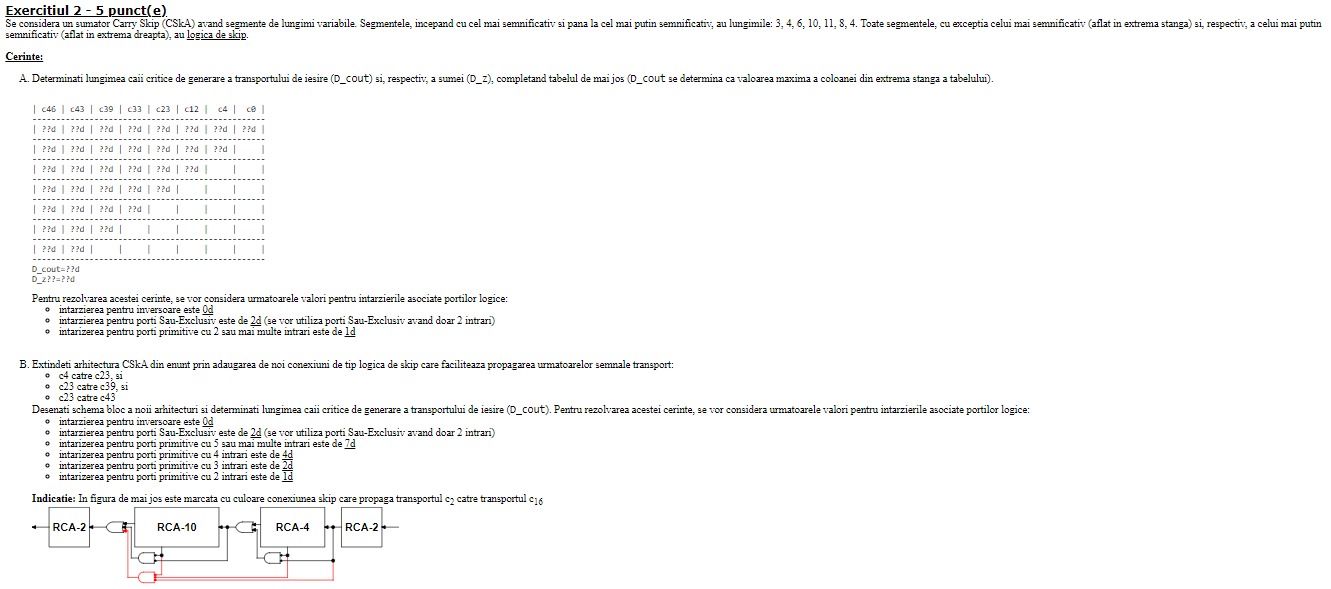 Exercitiul 2 - 5 punct(e)
Se considera un sumator Carry Skip (CSkA) avand segmente de lungimi variabile. Segmentele, incepand cu cel mai semnificativ si pana la cel mai putin semnificativ, au lungimile: 3, 4, 6, 10, 11, 8, 4. Toate segmentele, cu exceptia celui mai semnificativ (aflat in extrema stanga) si, respectiv, a celui mai putin
semnificativ (aflat in extrema dreapta), au logica de skip.
Cerinte:
A. Determinati lungimea caii critice de generare a transportului de iesire (D_cout) si, respectiv, a sumei (D_z), completand tabelul de mai jos (D_cout se determina ca valoarea maxima a coloanei din extrema stanga a tabelului).
| c46 | c43 | c39 | c33 | c23 | c12 | c4 | c0 |
| ??d | ??d | ??d | ??d | ??d | ??d | ??d | ??d |
| ??d | ??d | ??d | ??d | ??d | ??d | ??d | |
| ??d | ??d | ??d | ??d | ??d | ??d | | |
| ??d | ??d | ??d | ??d | ??d | | | |
| ??d | ??d | ??d | ??d | | | | |
| ??d | ??d | ??d | | | | | |
| ??d | ??d | | | | | | |
D_cout=??d
D_z??=??d
Pentru rezolvarea acestei cerinte, se vor considera urmatoarele valori pentru intarzierile asociate portilor logice:
intarzierea pentru inversoare este 0d
intarzierea pentru porti Sau-Exclusiv este de 2d (se vor utiliza porti Sau-Exclusiv avand doar 2 intrari)
intarizerea pentru porti primitive cu 2 sau mai multe intrari este de 1d
B. Extindeti arhitectura CSkA din enunt prin adaugarea de noi conexiuni de tip logica de skip care faciliteaza propagarea urmatoarelor semnale transport:
c4 catre c23, si
c23 catre c39, si
c23 catre c43
Desenati schema bloc a noii arhitecturi si determinati lungimea caii critice de generare a transportului de iesire (D_cout). Pentru rezolvarea acestei cerinte, se vor considera urmatoarele valori pentru intarzierile asociate portilor logice:
intarzierea pentru inversoare este 0d
intarzierea pentru porti Sau-Exclusiv este de 2d (se vor utiliza porti Sau-Exclusiv avand doar 2 intrari)
intarizerea pentru porti primitive cu 5 sau mai multe intrari este de 7d
intarizerea pentru porti primitive cu 4 intrari este de 4d
intarizerea pentru porti primitive cu 3 intrari este de 2d
intarizerea pentru porti primitive cu 2 intrari este de 1d
Indicatie: In figura de mai jos este marcata cu culoare conexiunea skip care propaga transportul c2 catre transportul c16
RCA-2 RCA-10 RCA-4 RCA-2